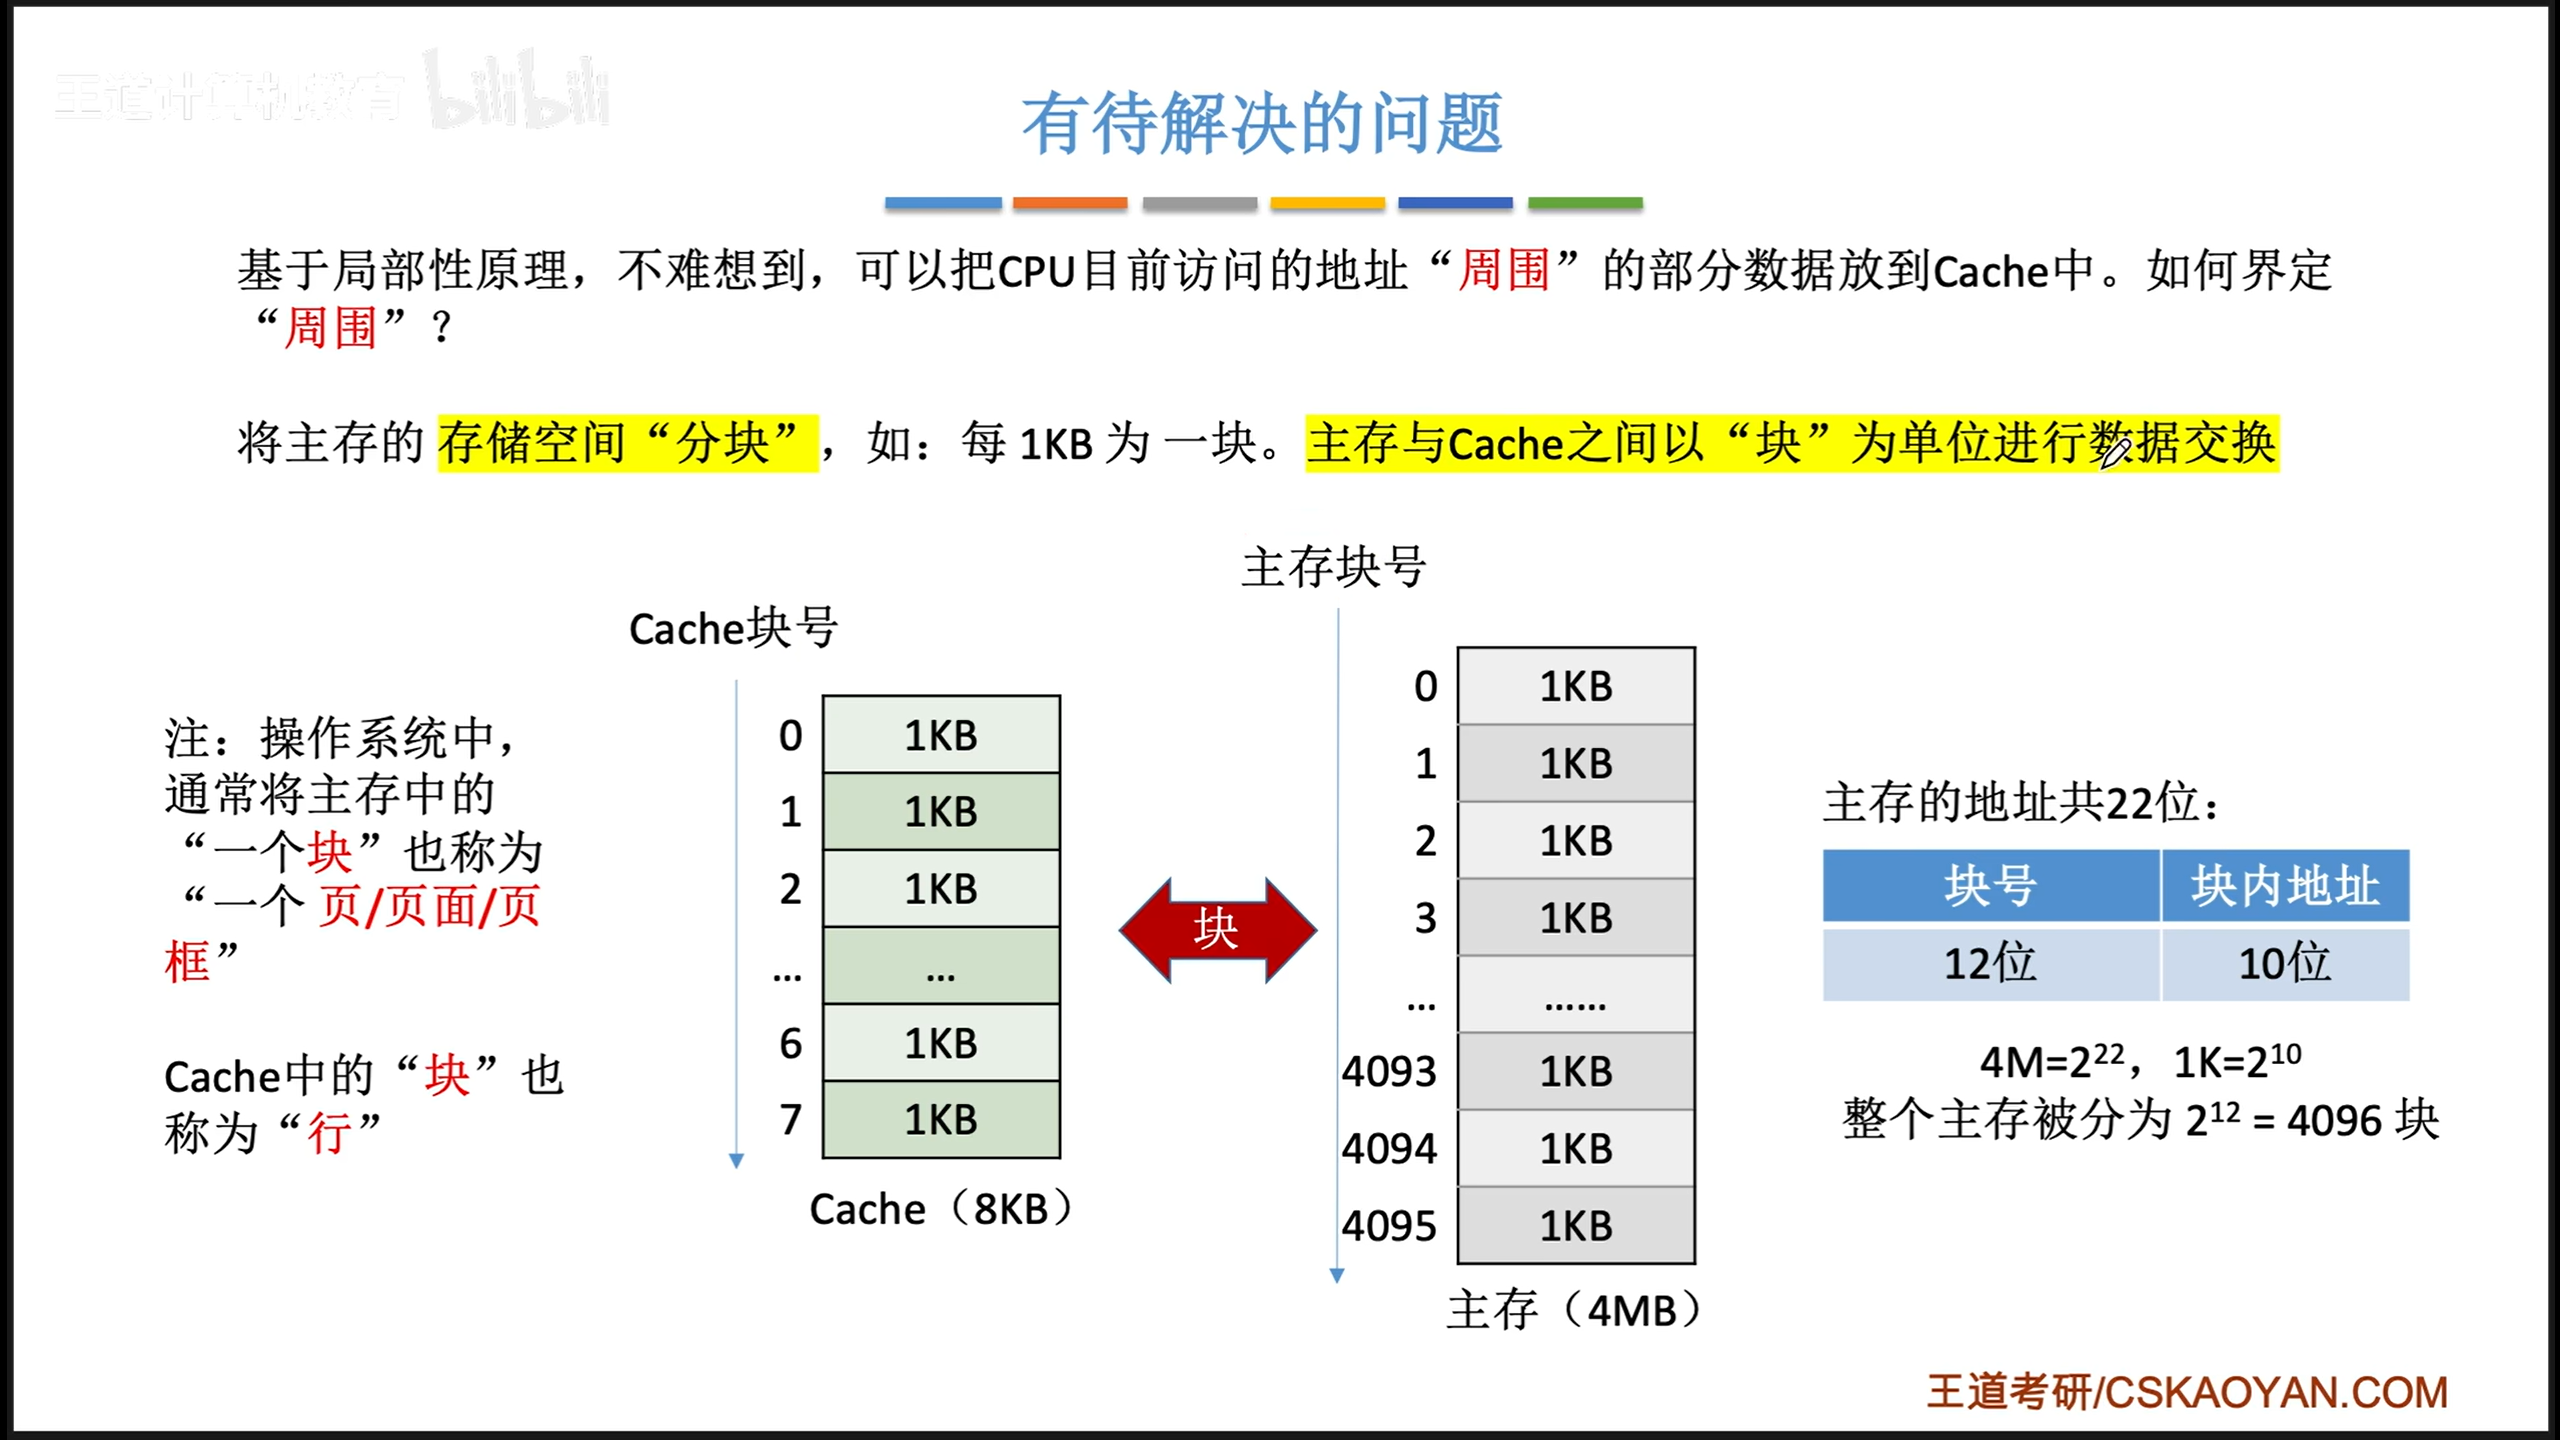 王道计算机教育 bilibili
有待解决的问题
基于局部性原理，不难想到，可以把CPU目前访问的地址“周围”的部分数据放到Cache中。如何界定
“周围”？
将主存的 存储空间“分块”，如：每 1KB 为 一块。主存与Cache之间以“块”为单位进行数据交换
注：操作系统中，
通常将主存中的
“一个块”也称为
“一个 页/页面/页
框”
Cache中的“块”也
称为“行”
Cache块号
0 1KB
1 1KB
2 1KB
... ...
6 1KB
7 1KB
Cache（8KB）
块
主存块号
0 1KB
1 1KB
2 1KB
3 1KB
... ......
4093 1KB
4094 1KB
4095 1KB
主存（4MB）
主存的地址共22位：
块号 块内地址
12位 10位
4M=2²²，1K=2¹⁰
整个主存被分为 2¹² = 4096 块
王道考研/CSKAOYAN.COM